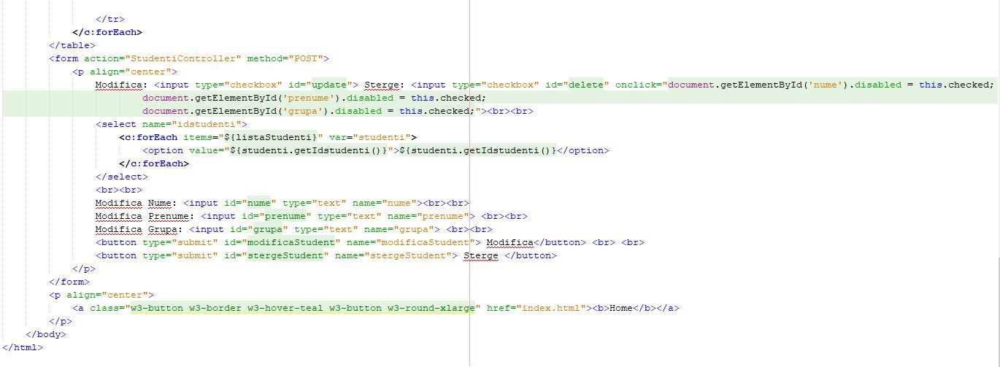 </tr>
</c:forEach>
</table>
<form action="StudentiController" method="POST">
<p align="center">
Modifica: <input type="checkbox" id="update"> Sterge: <input type="checkbox" id="delete" onclick="document.getElementById('nume').disabled = this.checked;
document.getElementById('prenume').disabled = this.checked;
document.getElementById('grupa').disabled = this.checked;"><br><br>
<select name="idstudenti">
<c:forEach items="${listaStudenti}" var="studenti">
<option value="${studenti.getIdstudenti()}">${studenti.getIdstudenti()}</option>
</c:forEach>
</select>
<br><br>
Modifica Nume: <input id="nume" type="text" name="nume"><br><br>
Modifica Prenume: <input id="prenume" type="text" name="prenume"> <br><br>
Modifica Grupa: <input id="grupa" type="text" name="grupa"> <br><br>
<button type="submit" id="modificaStudent" name="modificaStudent"> Modifica</button> <br> <br>
<button type="submit" id="stergeStudent" name="stergeStudent"> Sterge </button>
</p>
</form>
<p align="center">
<a class="w3-button w3-border w3-hover-teal w3-button w3-round-xlarge" href="index.html"><b>Home</b></a>
</p>
</body>
</html>